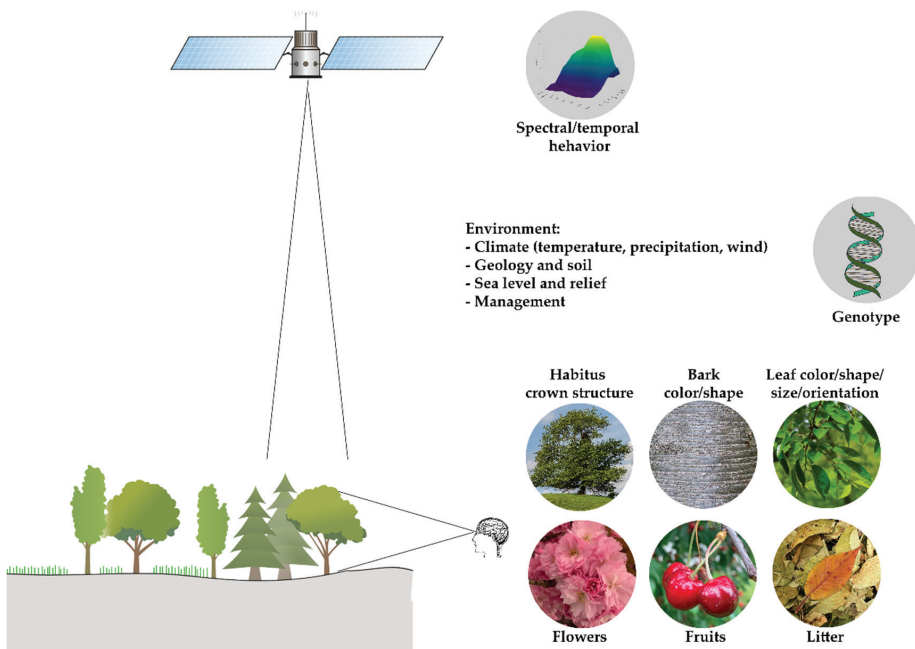 Spectral/temporal
hehavior
Environment:
- Climate (temperature, precipitation, wind)
- Geology and soil
- Sea level and relief
- Management
Genotype
Habitus
crown structure
Bark
color/shape
Leaf color/shape/
size/orientation
Flowers
Fruits
Litter